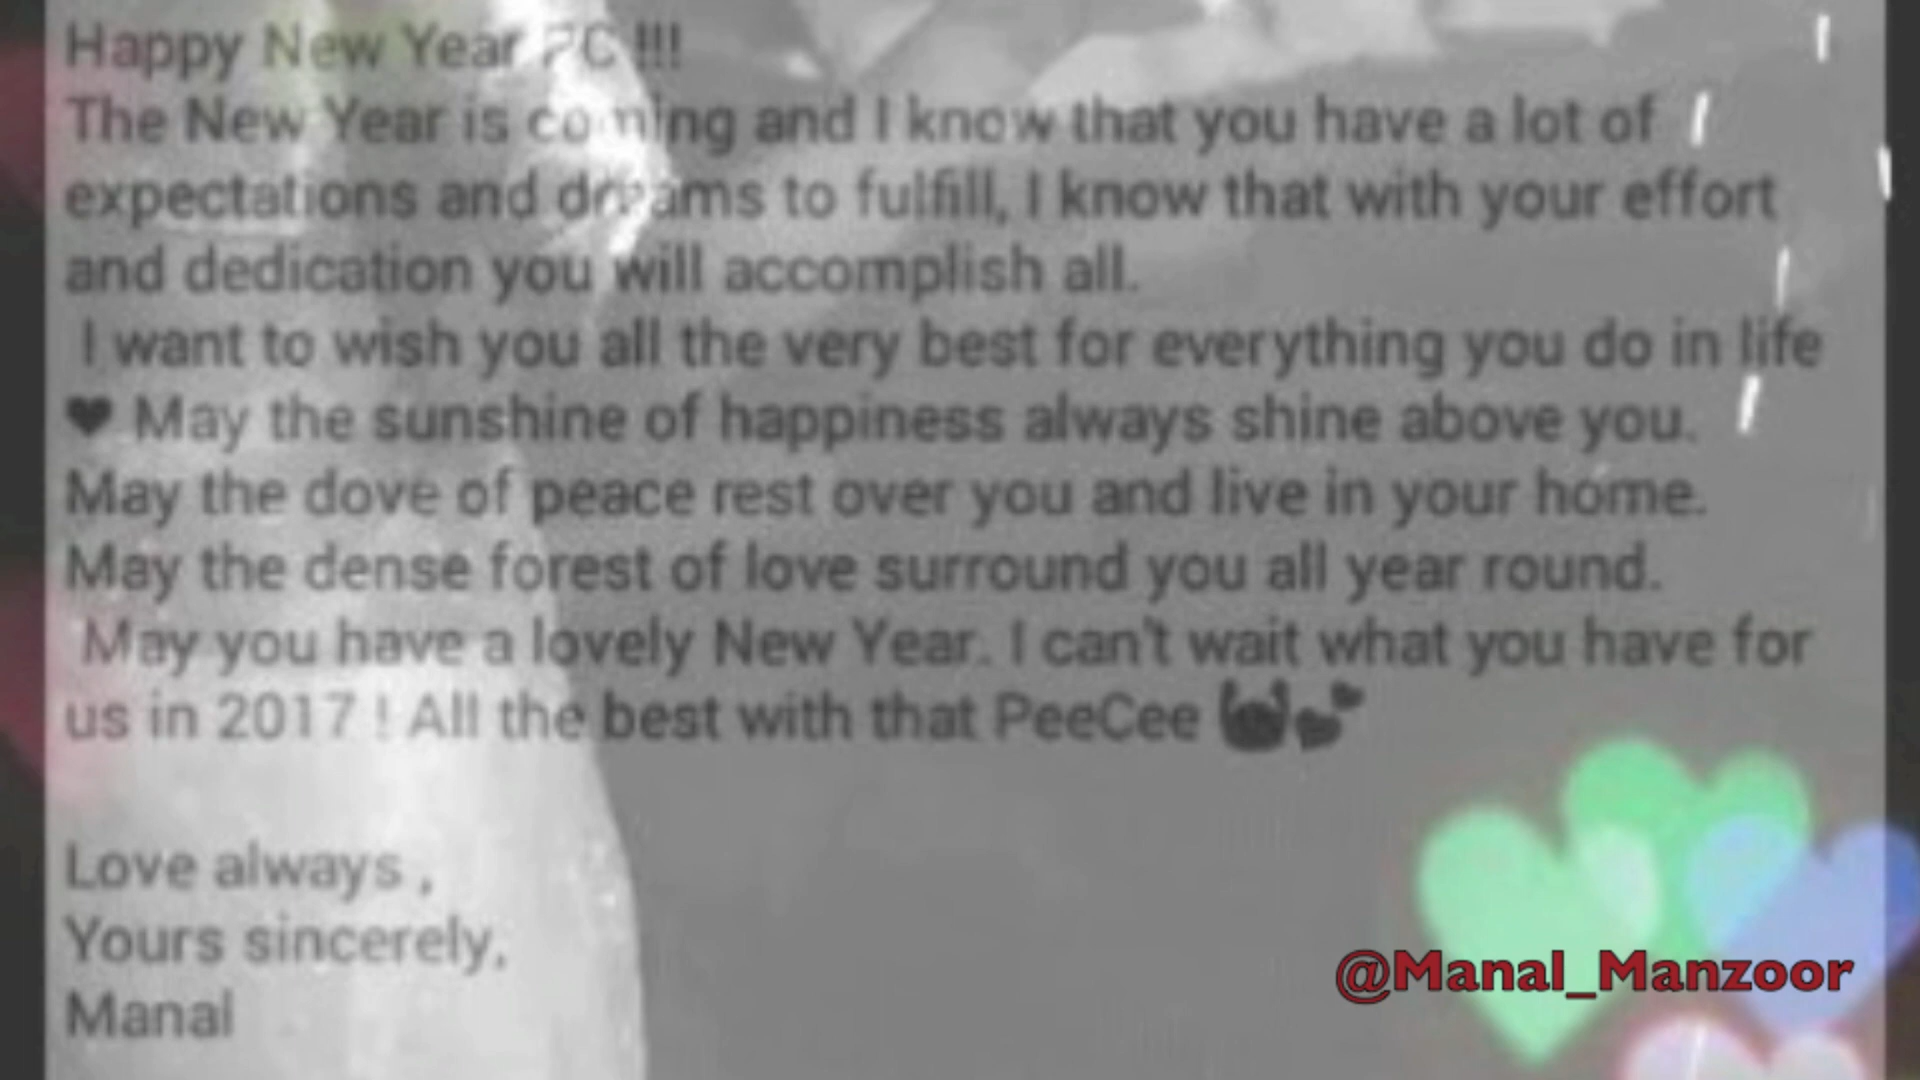 Happy New Year PC !!!
The New Year is coming and I know that you have a lot of
expectations and dreams to fulfill, I know that with your effort
and dedication you will accomplish all.
I want to wish you all the very best for everything you do in life
♥ May the sunshine of happiness always shine above you.
May the dove of peace rest over you and live in your home.
May the dense forest of love surround you all year round.
May you have a lovely New Year. I can't wait what you have for
us in 2017 ! All the best with that PeeCee 🙌💕
Love always ,
Yours sincerely,
Manal
@Manal_Manzoor